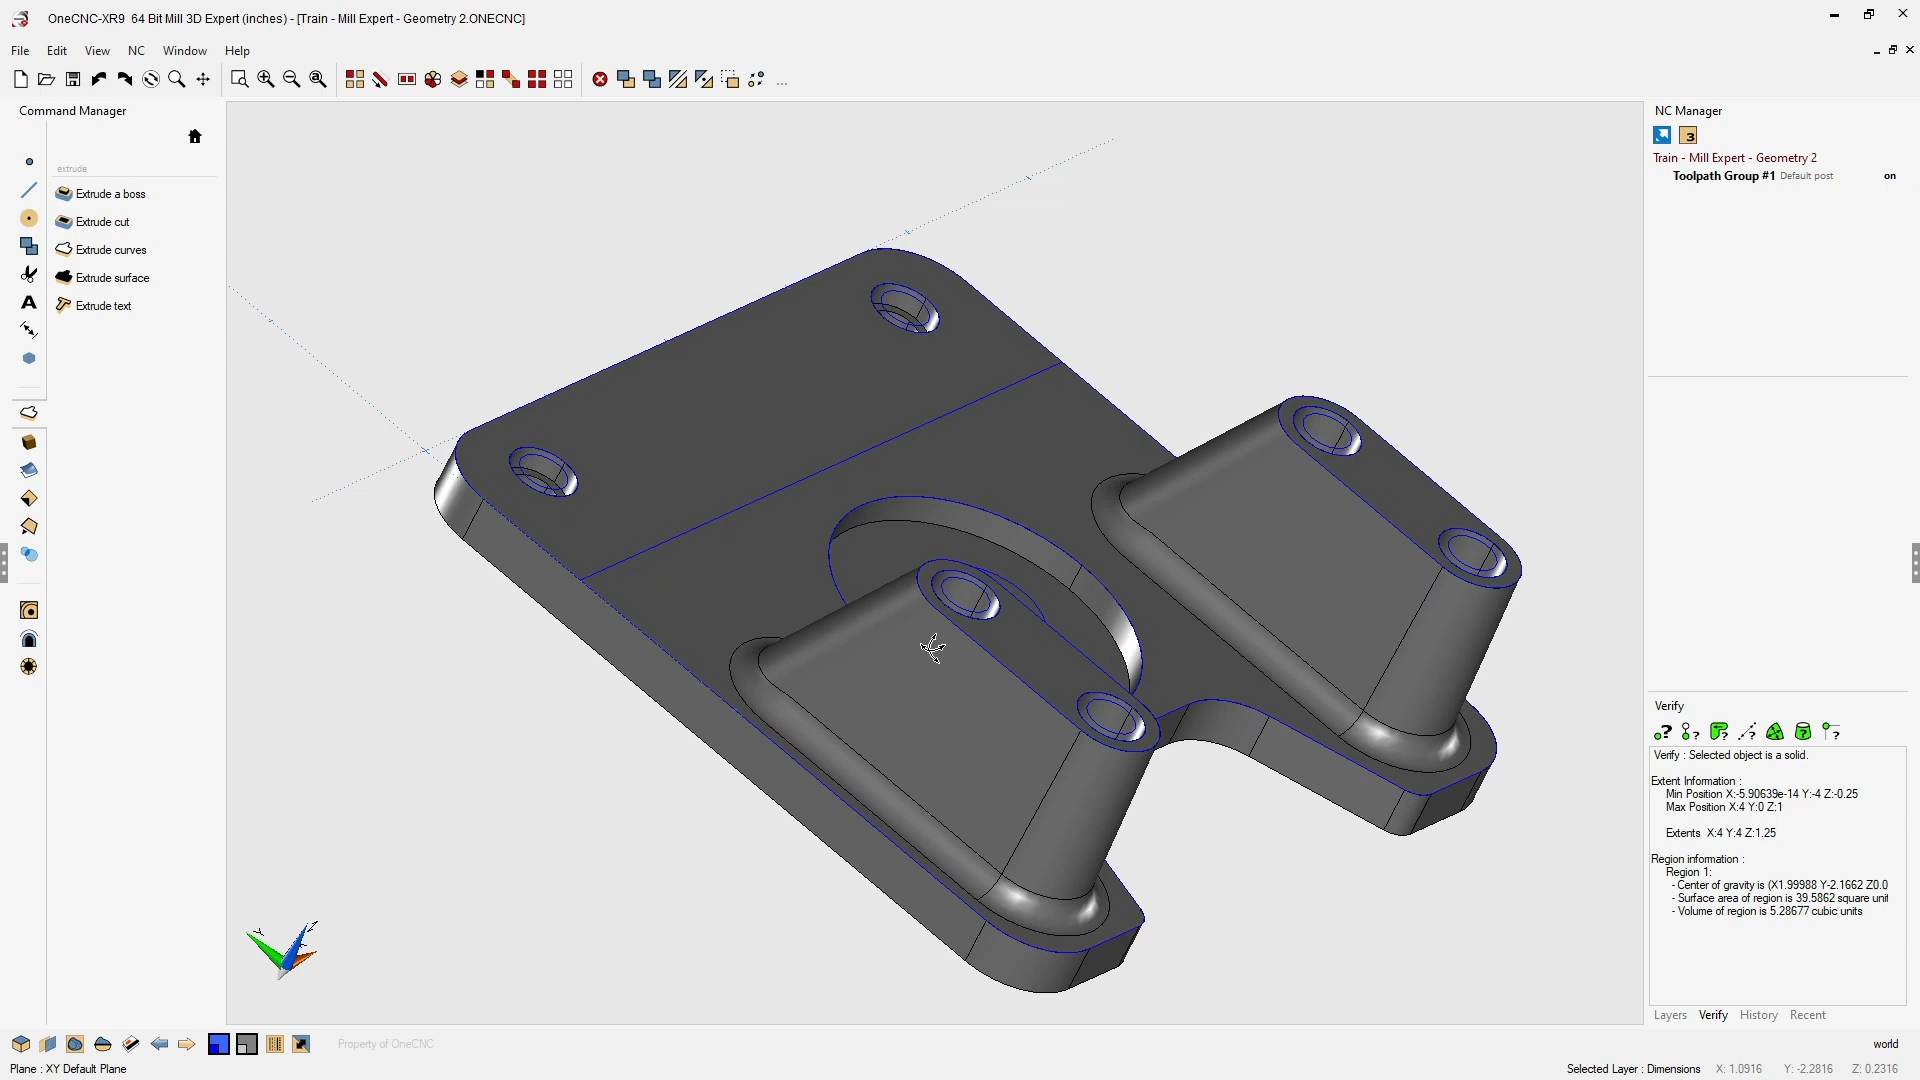 OneCNC-XR9 64 Bit Mill 3D Expert (inches) - [Train - Mill Expert - Geometry 2.ONECNC]
File Edit View NC Window Help
Command Manager
extrude
Extrude a boss
Extrude cut
Extrude curves
Extrude surface
Extrude text
NC Manager
3
Train - Mill Expert - Geometry 2
Toolpath Group #1 Default post on
Verify
Verify : Selected object is a solid.
Extent Information :
Min Position X:-5.90639e-14 Y:-4 Z:-0.25
Max Position X:4 Y:0 Z:1
Extents X:4 Y:4 Z:1.25
Region information :
Region 1:
- Center of gravity is (X1.99988 Y-2.1662 Z0.0
- Surface area of region is 39.5862 square unit
- Volume of region is 5.28677 cubic units
Layers Verify History Recent
Property of OneCNC
world
Plane : XY Default Plane
Selected Layer : Dimensions X: 1.0916 Y: -2.2816 Z: 0.2316